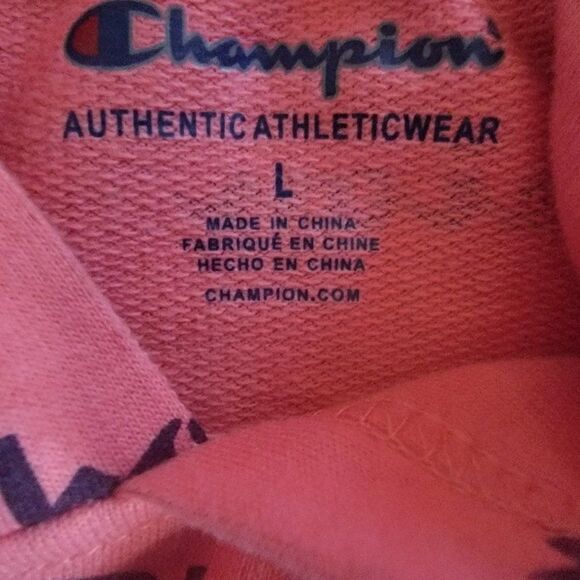 Champion
AUTHENTIC ATHLETICWEAR
L
MADE IN CHINA
FABRIQUÉ EN CHINE
HECHO EN CHINA
CHAMPION.COM